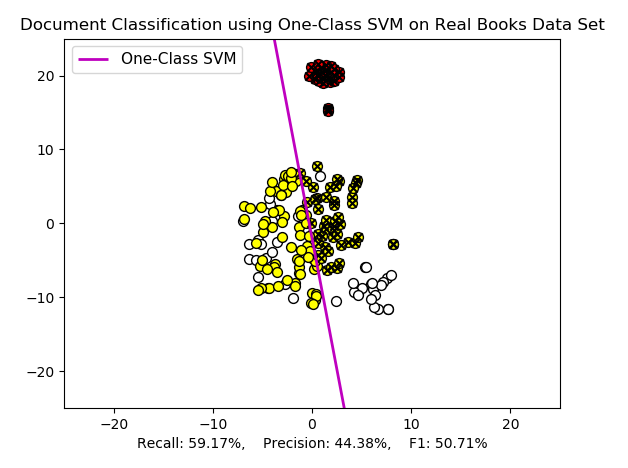 Document Classification using One-Class SVM on Real Books Data Set
One-Class SVM
20
10
0
−10
−20
−20 −10 0 10 20
Recall: 59.17%, Precision: 44.38%, F1: 50.71%